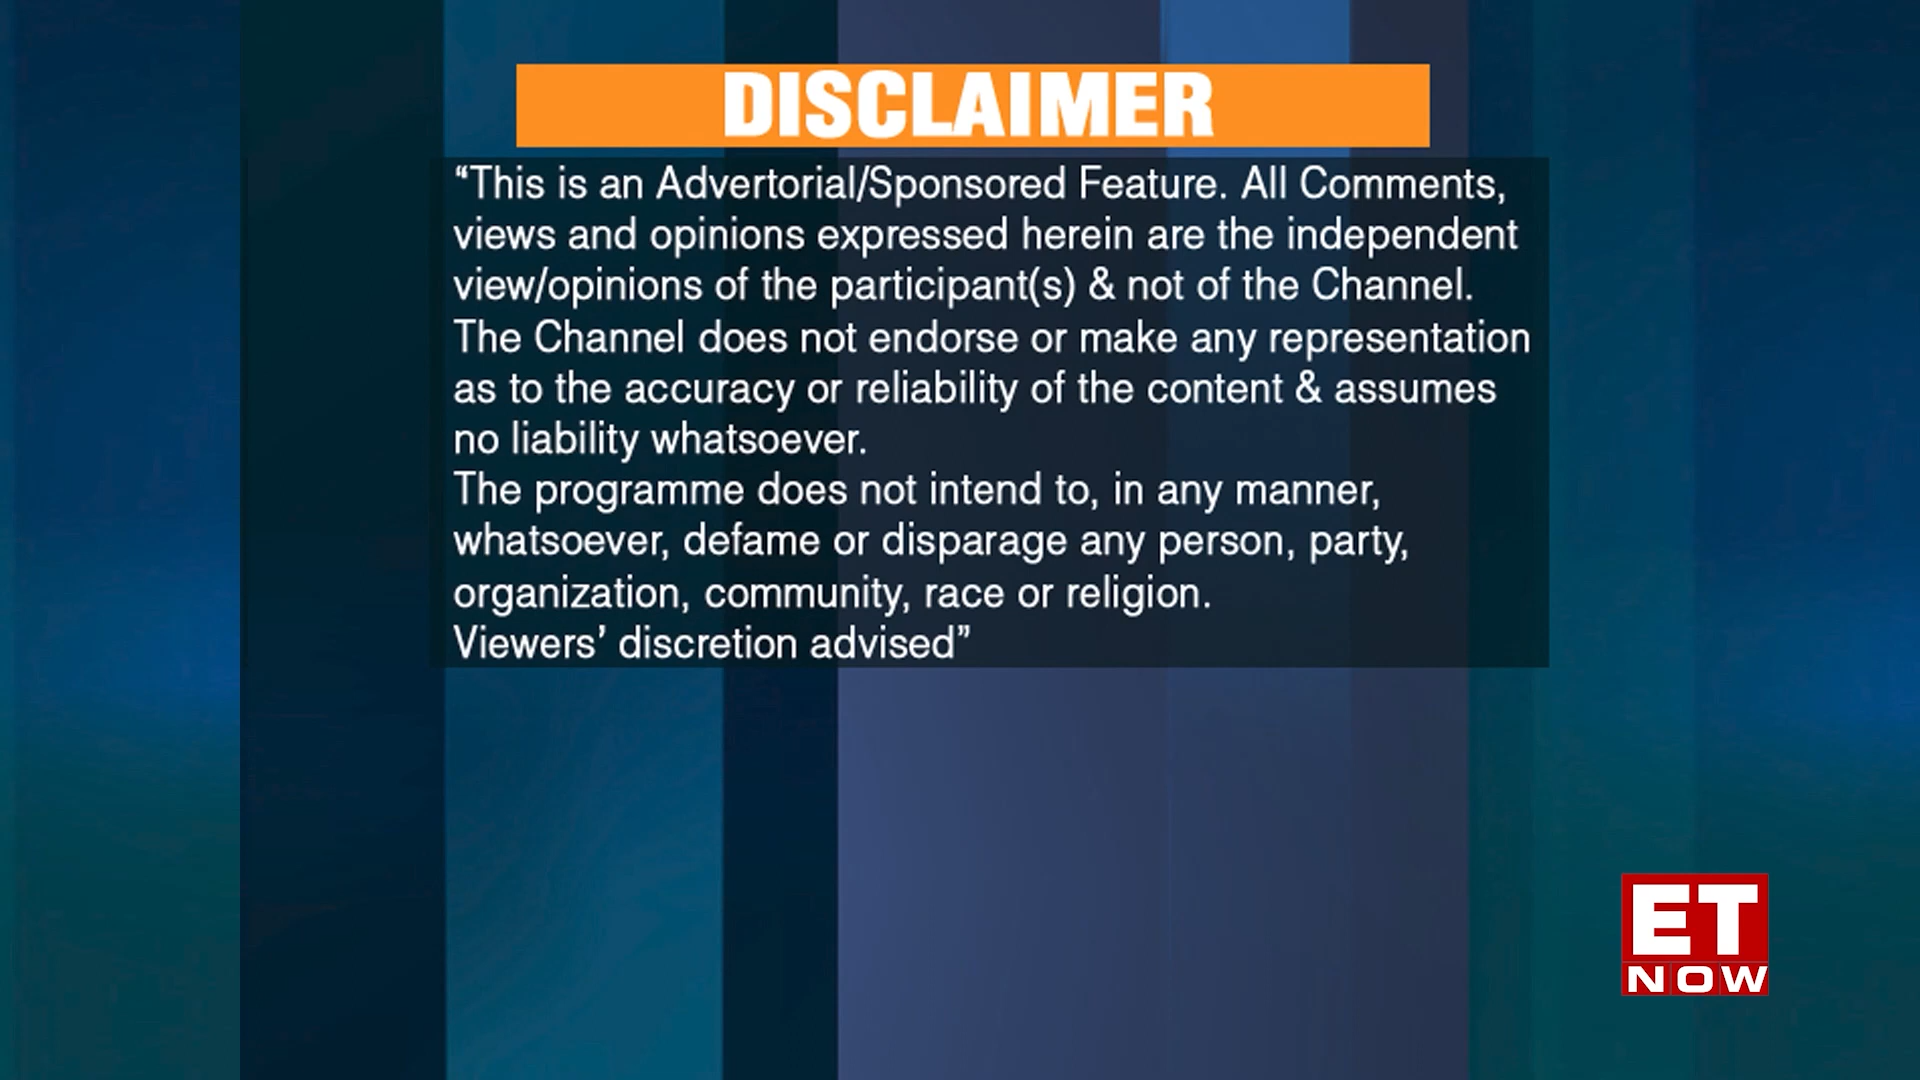 DISCLAIMER
“This is an Advertorial/Sponsored Feature. All Comments,
views and opinions expressed herein are the independent
view/opinions of the participant(s) & not of the Channel.
The Channel does not endorse or make any representation
as to the accuracy or reliability of the content & assumes
no liability whatsoever.
The programme does not intend to, in any manner,
whatsoever, defame or disparage any person, party,
organization, community, race or religion.
Viewers’ discretion advised”
ET
NOW